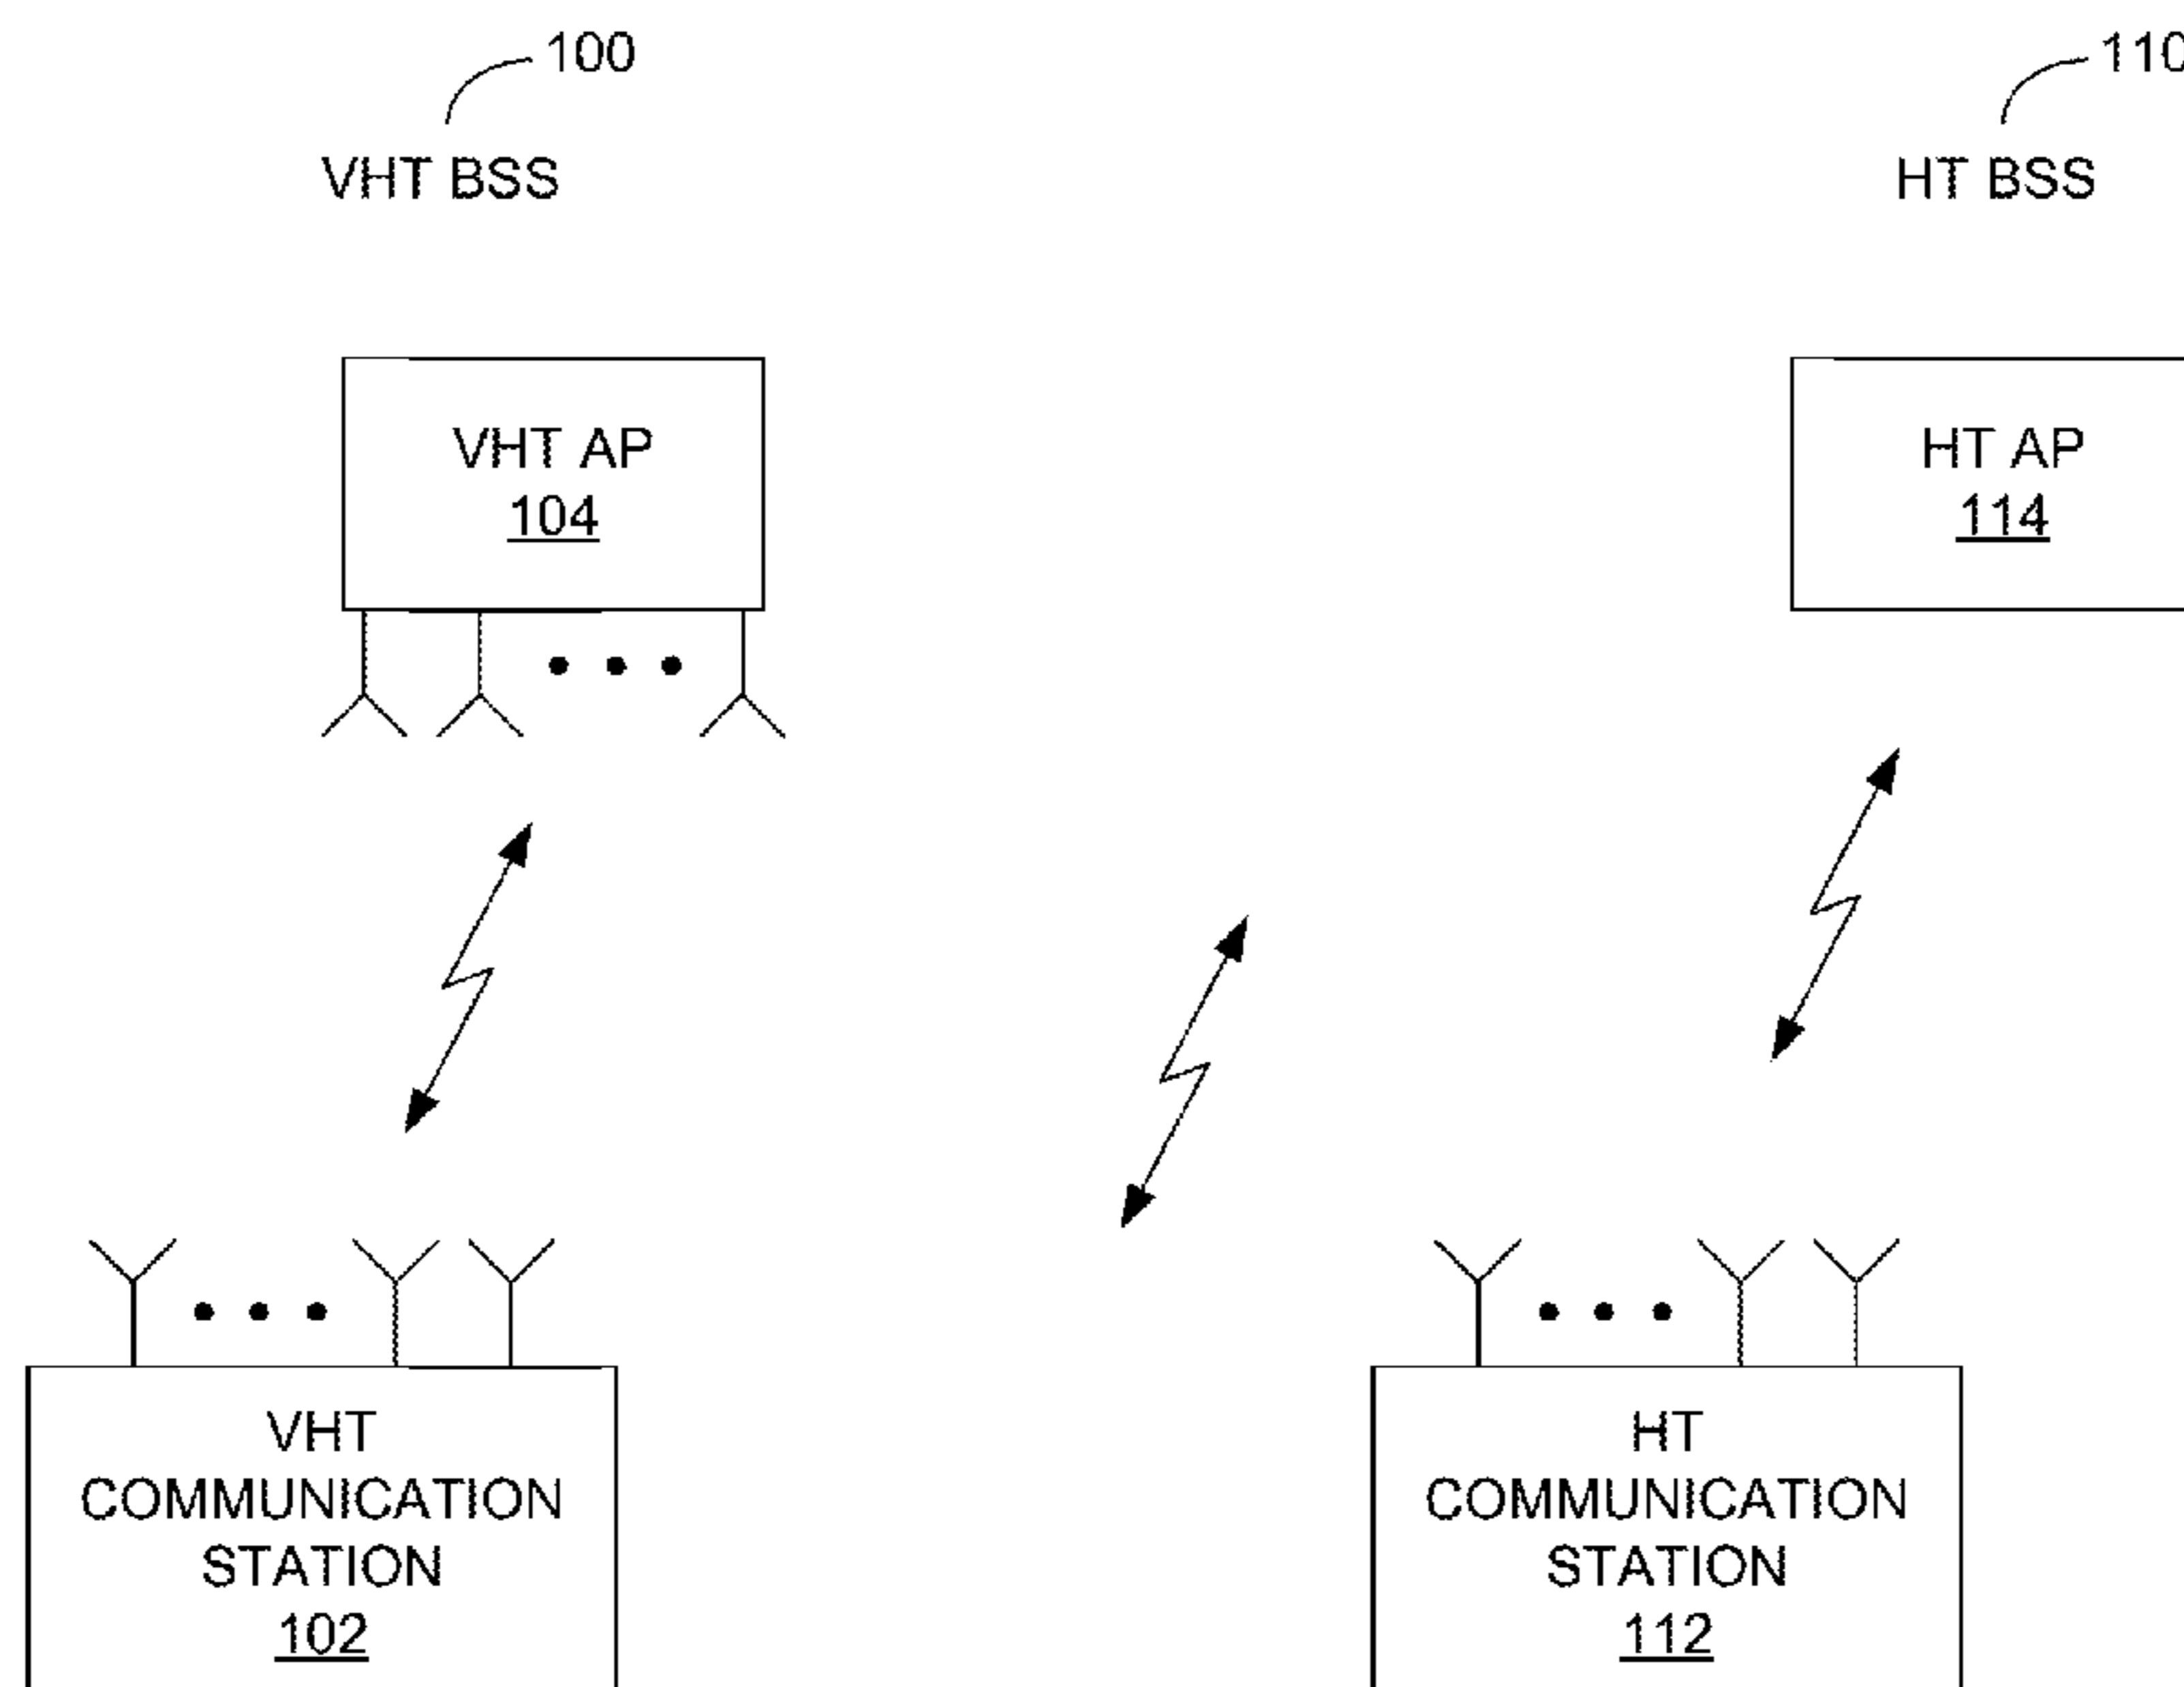 100
VHT BSS
110
HT BSS
VHT AP
104
HT AP
114
VHT
COMMUNICATION
STATION
102
HT
COMMUNICATION
STATION
112